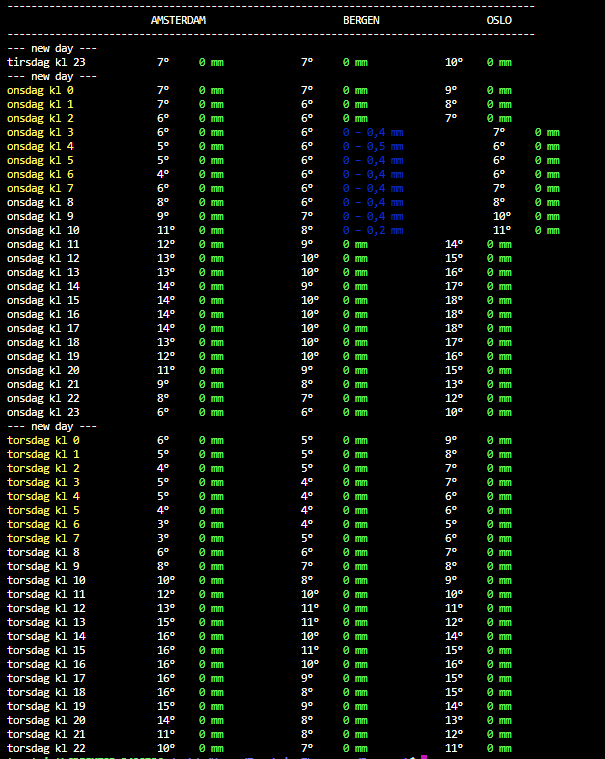 ------------------------------------------------------------------------------------------
AMSTERDAM BERGEN OSLO
------------------------------------------------------------------------------------------
--- new day ---
tirsdag kl 23 7° 0 mm 7° 0 mm 10° 0 mm
--- new day ---
onsdag kl 0 7° 0 mm 7° 0 mm 9° 0 mm
onsdag kl 1 7° 0 mm 6° 0 mm 8° 0 mm
onsdag kl 2 6° 0 mm 6° 0 mm 7° 0 mm
onsdag kl 3 6° 0 mm 6° 0 - 0,4 mm 7° 0 mm
onsdag kl 4 5° 0 mm 6° 0 - 0,5 mm 6° 0 mm
onsdag kl 5 5° 0 mm 6° 0 - 0,4 mm 6° 0 mm
onsdag kl 6 4° 0 mm 6° 0 - 0,4 mm 6° 0 mm
onsdag kl 7 6° 0 mm 6° 0 - 0,4 mm 7° 0 mm
onsdag kl 8 8° 0 mm 6° 0 - 0,4 mm 8° 0 mm
onsdag kl 9 9° 0 mm 7° 0 - 0,4 mm 10° 0 mm
onsdag kl 10 11° 0 mm 8° 0 - 0,2 mm 11° 0 mm
onsdag kl 11 12° 0 mm 9° 0 mm 14° 0 mm
onsdag kl 12 13° 0 mm 10° 0 mm 15° 0 mm
onsdag kl 13 13° 0 mm 10° 0 mm 16° 0 mm
onsdag kl 14 14° 0 mm 9° 0 mm 17° 0 mm
onsdag kl 15 14° 0 mm 10° 0 mm 18° 0 mm
onsdag kl 16 14° 0 mm 10° 0 mm 18° 0 mm
onsdag kl 17 14° 0 mm 10° 0 mm 18° 0 mm
onsdag kl 18 13° 0 mm 10° 0 mm 17° 0 mm
onsdag kl 19 12° 0 mm 10° 0 mm 16° 0 mm
onsdag kl 20 11° 0 mm 9° 0 mm 15° 0 mm
onsdag kl 21 9° 0 mm 8° 0 mm 13° 0 mm
onsdag kl 22 8° 0 mm 7° 0 mm 12° 0 mm
onsdag kl 23 6° 0 mm 6° 0 mm 10° 0 mm
--- new day ---
torsdag kl 0 6° 0 mm 5° 0 mm 9° 0 mm
torsdag kl 1 5° 0 mm 5° 0 mm 8° 0 mm
torsdag kl 2 4° 0 mm 5° 0 mm 7° 0 mm
torsdag kl 3 5° 0 mm 4° 0 mm 7° 0 mm
torsdag kl 4 5° 0 mm 4° 0 mm 6° 0 mm
torsdag kl 5 4° 0 mm 4° 0 mm 6° 0 mm
torsdag kl 6 3° 0 mm 4° 0 mm 5° 0 mm
torsdag kl 7 3° 0 mm 5° 0 mm 6° 0 mm
torsdag kl 8 6° 0 mm 6° 0 mm 7° 0 mm
torsdag kl 9 8° 0 mm 7° 0 mm 8° 0 mm
torsdag kl 10 10° 0 mm 8° 0 mm 9° 0 mm
torsdag kl 11 12° 0 mm 10° 0 mm 10° 0 mm
torsdag kl 12 13° 0 mm 11° 0 mm 11° 0 mm
torsdag kl 13 15° 0 mm 11° 0 mm 12° 0 mm
torsdag kl 14 16° 0 mm 10° 0 mm 14° 0 mm
torsdag kl 15 16° 0 mm 11° 0 mm 15° 0 mm
torsdag kl 16 16° 0 mm 10° 0 mm 16° 0 mm
torsdag kl 17 16° 0 mm 9° 0 mm 15° 0 mm
torsdag kl 18 16° 0 mm 8° 0 mm 15° 0 mm
torsdag kl 19 15° 0 mm 9° 0 mm 14° 0 mm
torsdag kl 20 14° 0 mm 8° 0 mm 13° 0 mm
torsdag kl 21 11° 0 mm 8° 0 mm 12° 0 mm
torsdag kl 22 10° 0 mm 7° 0 mm 11° 0 mm